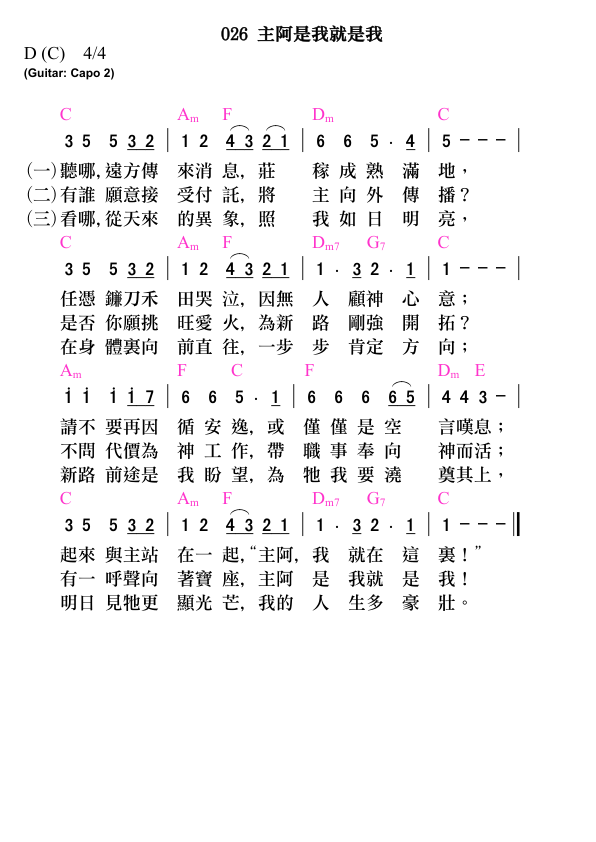 026 主阿是我就是我
D (C) 4/4
(Guitar: Capo 2)
C Am F Dm C
3 5 5 3 2 | 1 2 4 3 2 1 | 6 6 5 . 4 | 5 – – – |
(一)聽哪,遠方傳 來消 息,莊 稼 成 熟 滿 地,
(二)有誰 願意接 受付 託,將 主 向 外 傳 播?
(三)看哪,從天來 的異 象,照 我 如 日 明 亮,
C Am F Dm7 G7 C
3 5 5 3 2 | 1 2 4 3 2 1 | 1 . 3 2 . 1 | 1 – – – |
任憑 鐮刀禾 田哭 泣,因無 人 顧神 心 意;
是否 你願挑 旺愛 火,為新 路 剛強 開 拓?
在身 體裏向 前直 往,一步 步 肯定 方 向;
Am F C F Dm E
i i i i 7 | 6 6 5 . 1 | 6 6 6 6 5 | 4 4 3 – |
請不 要再因 循 安 逸,或 僅 僅 是 空 言嘆息;
不問 代價為 神 工 作,帶 職 事 奉 向 神而活;
新路 前途是 我 盼 望,為 牠 我 要 澆 奠其上,
C Am F Dm7 G7 C
3 5 5 3 2 | 1 2 4 3 2 1 | 1 . 3 2 . 1 | 1 – – – ‖
起來 與主站 在一 起,“主阿, 我 就在 這 裏!”
有一 呼聲向 著寶 座,主阿 是 我就 是 我!
明日 見牠更 顯光 芒,我的 人 生多 豪 壯。